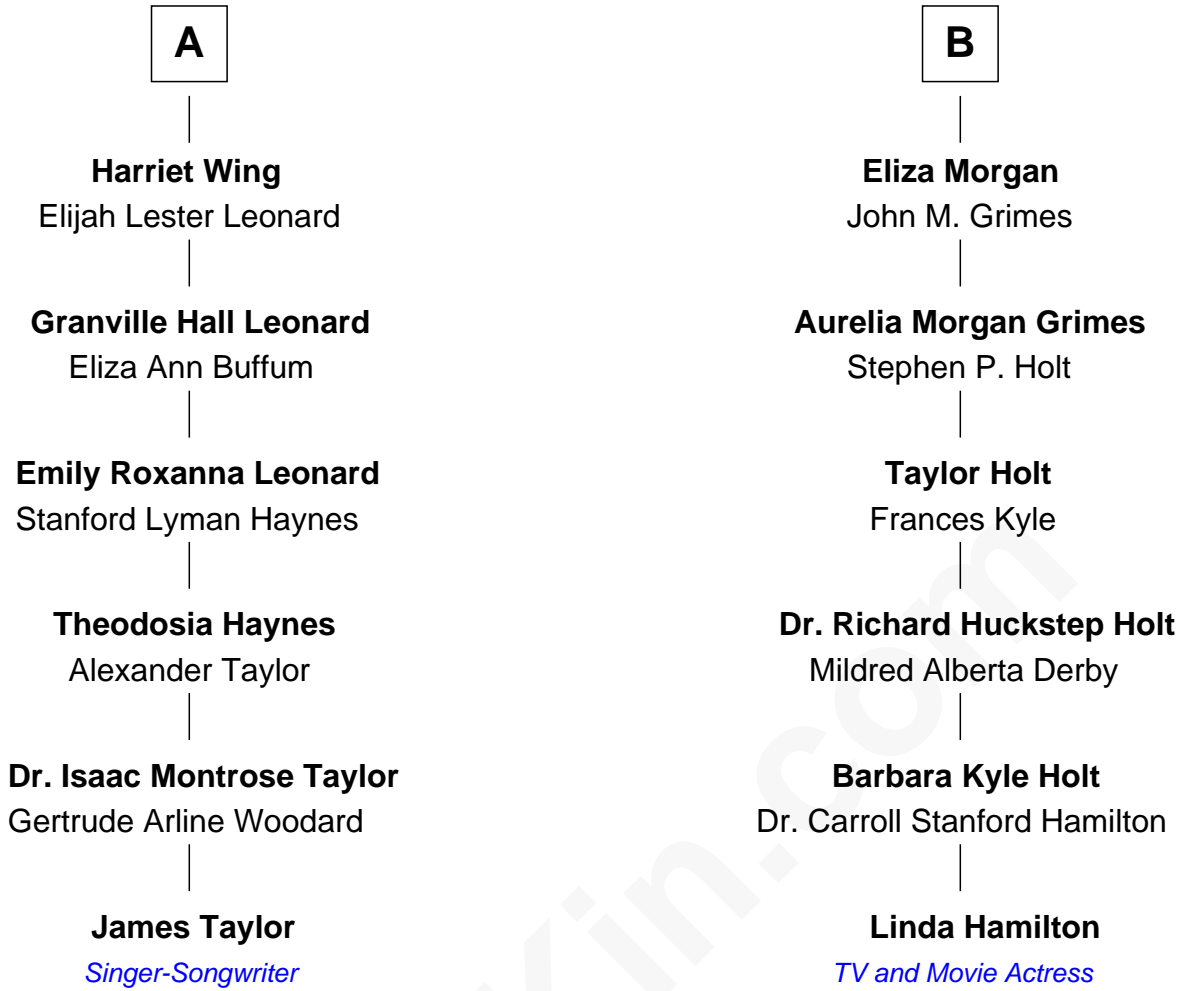 A
Harriet Wing
Elijah Lester Leonard
Granville Hall Leonard
Eliza Ann Buffum
Emily Roxanna Leonard
Stanford Lyman Haynes
Theodosia Haynes
Alexander Taylor
Dr. Isaac Montrose Taylor
Gertrude Arline Woodard
James Taylor
Singer-Songwriter
B
Eliza Morgan
John M. Grimes
Aurelia Morgan Grimes
Stephen P. Holt
Taylor Holt
Frances Kyle
Dr. Richard Huckstep Holt
Mildred Alberta Derby
Barbara Kyle Holt
Dr. Carroll Stanford Hamilton
Linda Hamilton
TV and Movie Actress